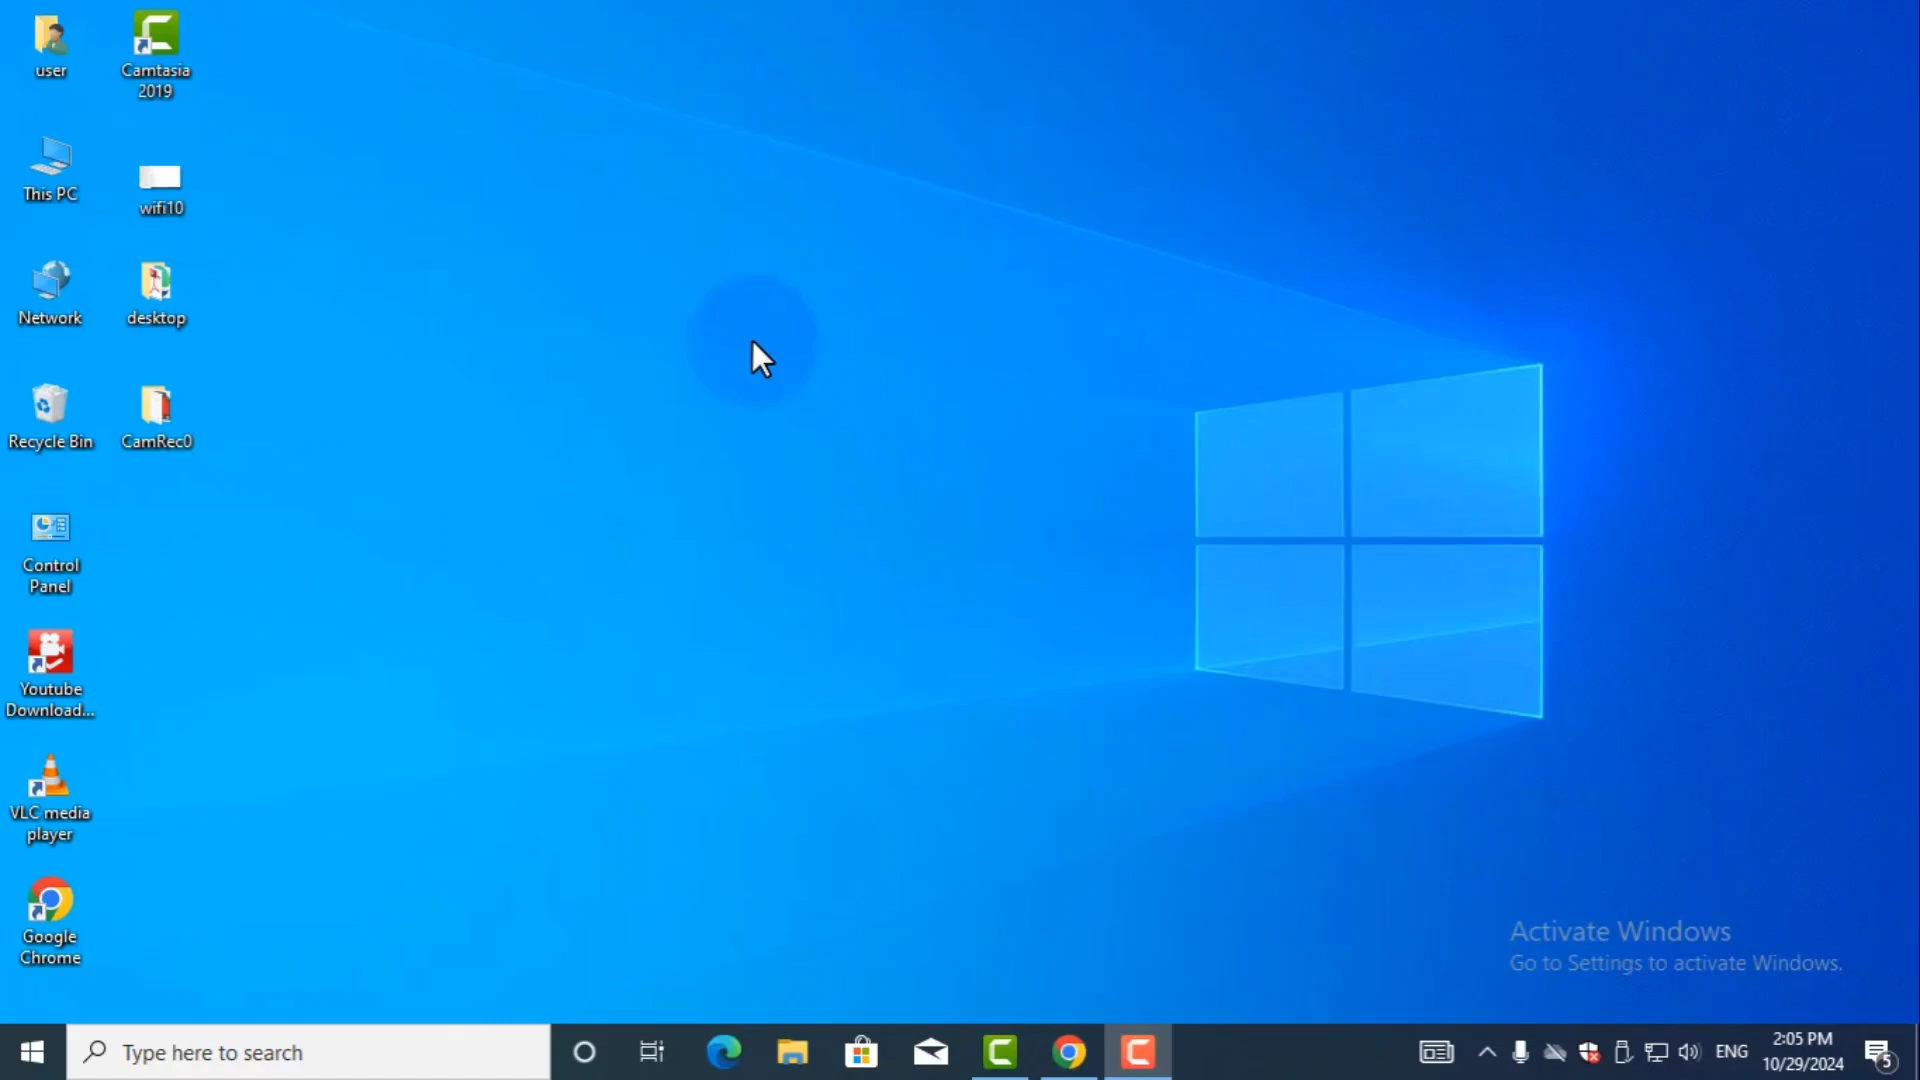 user
Camtasia
2019
This PC
wifi10
Network
desktop
Recycle Bin
CamRec0
Control
Panel
Youtube
Download...
VLC media
player
Google
Chrome
Activate Windows
Go to Settings to activate Windows.
Type here to search
ENG
2:05 PM
10/29/2024
5